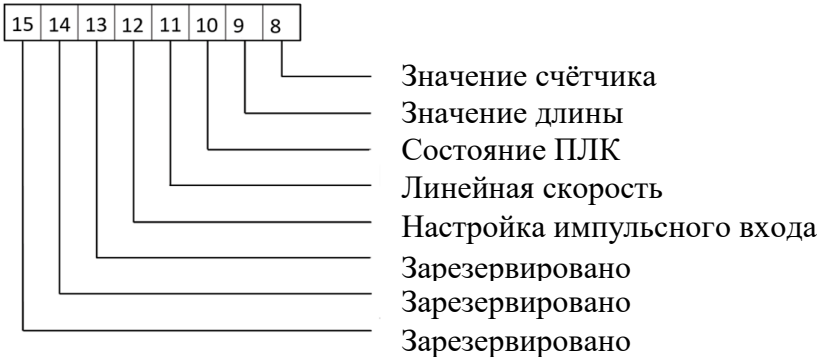 15 14 13 12 11 10 9 8
Значение счётчика
Значение длины
Состояние ПЛК
Линейная скорость
Настройка импульсного входа
Зарезервировано
Зарезервировано
Зарезервировано